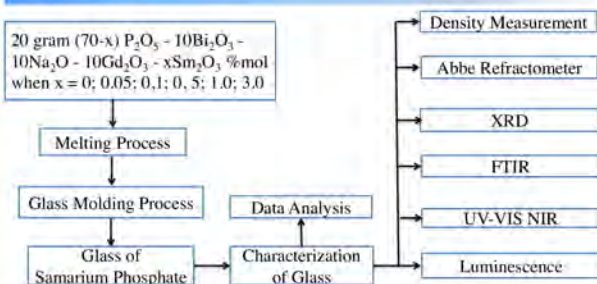 20 gram (70-x) P₂O₅ - 10Bi₂O₃ -
10Na₂O - 10Gd₂O₃ - xSm₂O₃ %mol
when x = 0; 0.05; 0,1; 0, 5; 1.0; 3.0
Melting Process
Glass Molding Process
Glass of
Samarium Phosphate
Data Analysis
Characterization
of Glass
Density Measurement
Abbe Refractometer
XRD
FTIR
UV-VIS NIR
Luminescence